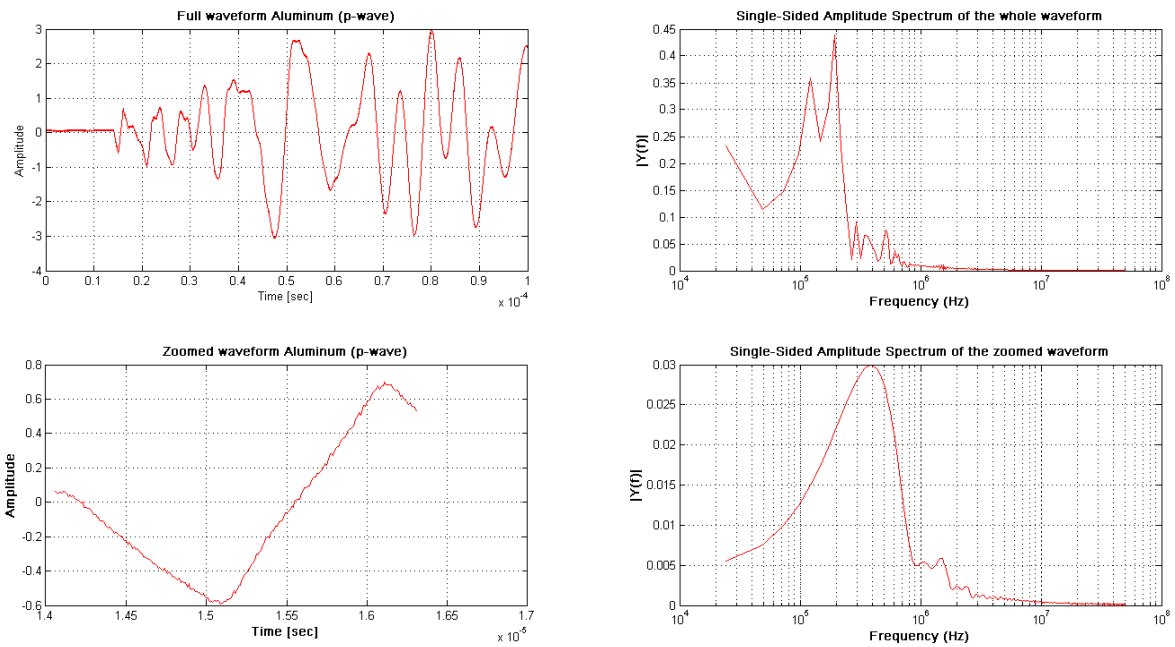 Full waveform Aluminum (p-wave)
Amplitude
3
2
1
0
-1
-2
-3
-4
0 0.1 0.2 0.3 0.4 0.5 0.6 0.7 0.8 0.9 1
Time [sec]
x 10^-4
Single-Sided Amplitude Spectrum of the whole waveform
|Y(f)|
0.45
0.4
0.35
0.3
0.25
0.2
0.15
0.1
0.05
0
10^4 10^5 10^6 10^7 10^8
Frequency (Hz)
Zoomed waveform Aluminum (p-wave)
Amplitude
0.8
0.6
0.4
0.2
0
-0.2
-0.4
-0.6
1.4 1.45 1.5 1.55 1.6 1.65 1.7
Time [sec]
x 10^-5
Single-Sided Amplitude Spectrum of the zoomed waveform
|Y(f)|
0.03
0.025
0.02
0.015
0.01
0.005
0
10^4 10^5 10^6 10^7 10^8
Frequency (Hz)